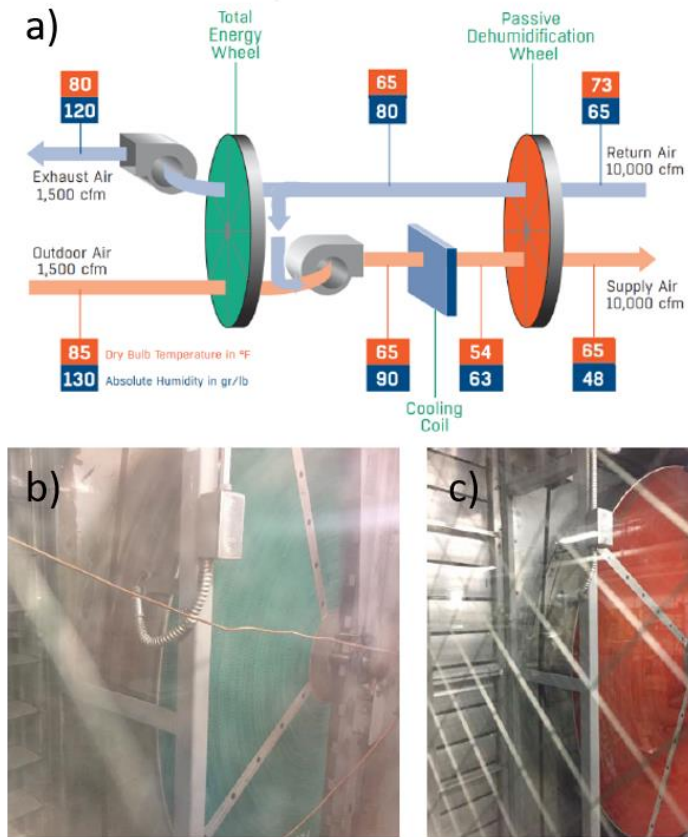 a)
Total
Energy
Wheel
Passive
Dehumidification
Wheel
80
120
65
80
73
65
Exhaust Air
1,500 cfm
Return Air
10,000 cfm
Outdoor Air
1,500 cfm
Supply Air
10,000 cfm
85 Dry Bulb Temperature in °F
130 Absolute Humidity in gr/lb
65
90
54
63
65
48
Cooling
Coil
b)
c)